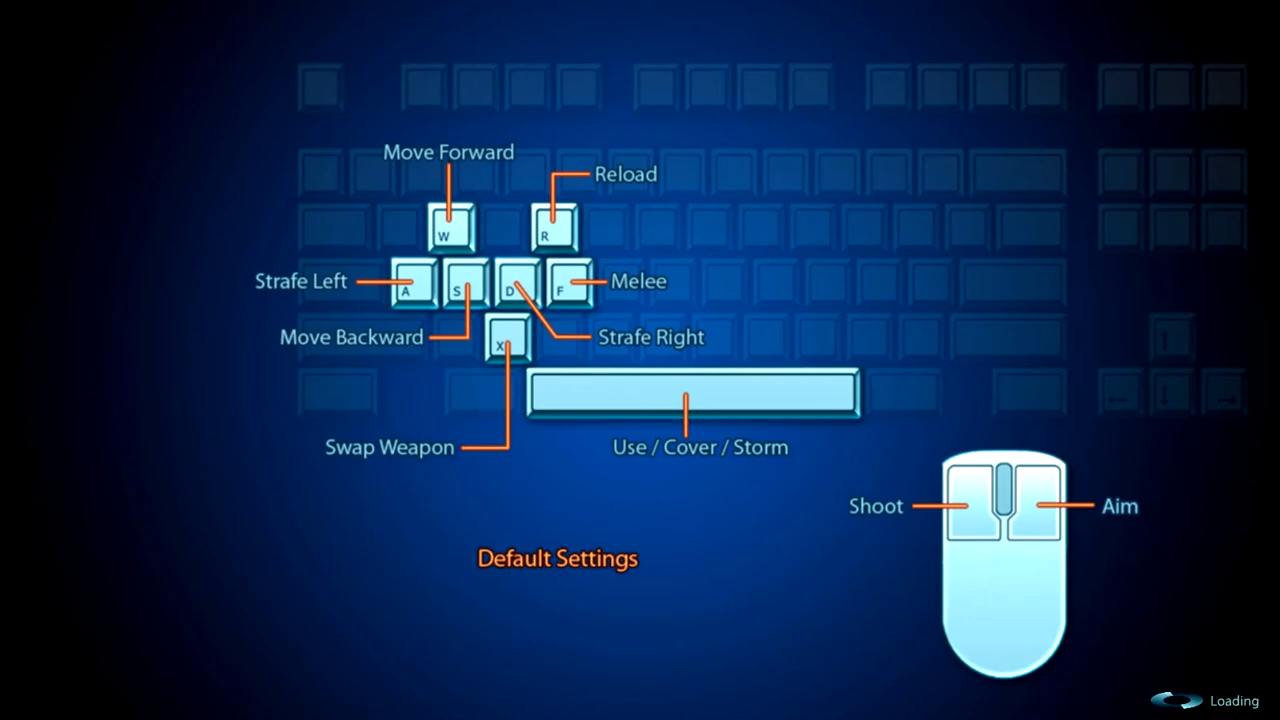 Move Forward
Reload
W
R
Strafe Left
A
S
D
F
Melee
Move Backward
X
Strafe Right
↑
← ↓ →
Swap Weapon
Use / Cover / Storm
Shoot
Aim
Default Settings
Loading